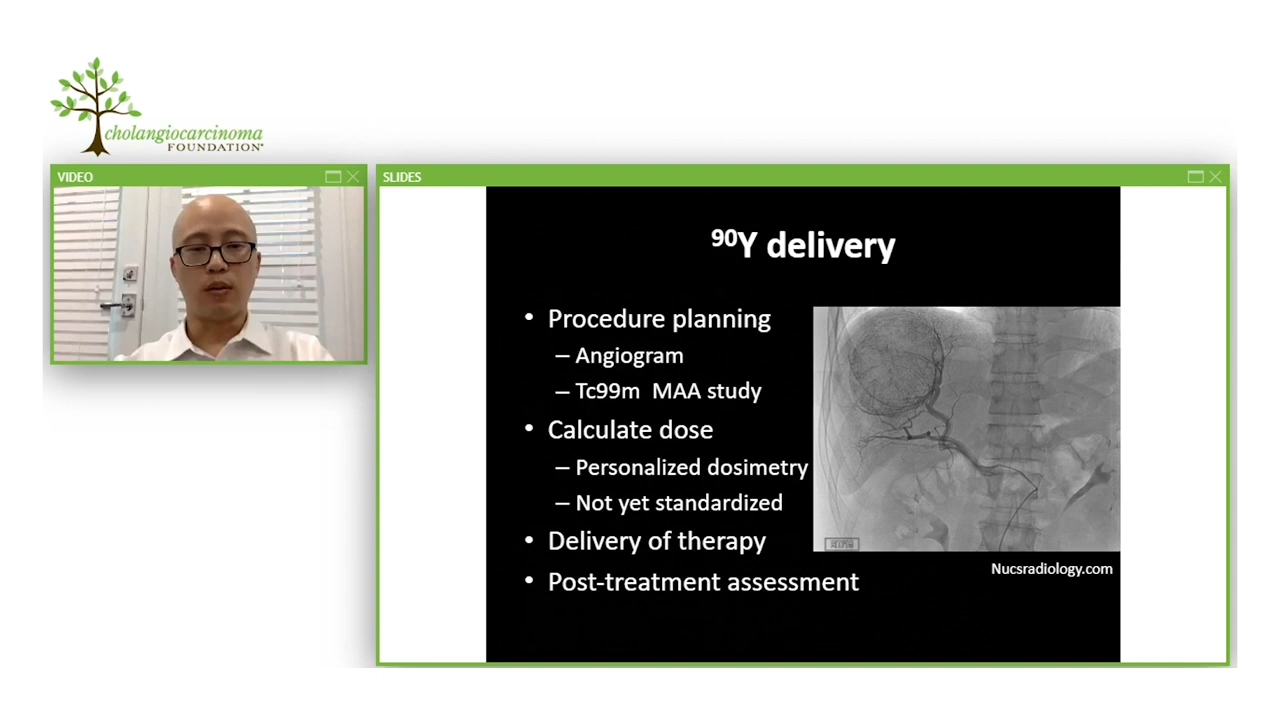 cholangiocarcinoma
FOUNDATION®
VIDEO
SLIDES
⁹⁰Y delivery
• Procedure planning
– Angiogram
– Tc99m MAA study
• Calculate dose
– Personalized dosimetry
– Not yet standardized
• Delivery of therapy
• Post-treatment assessment
Nucsradiology.com